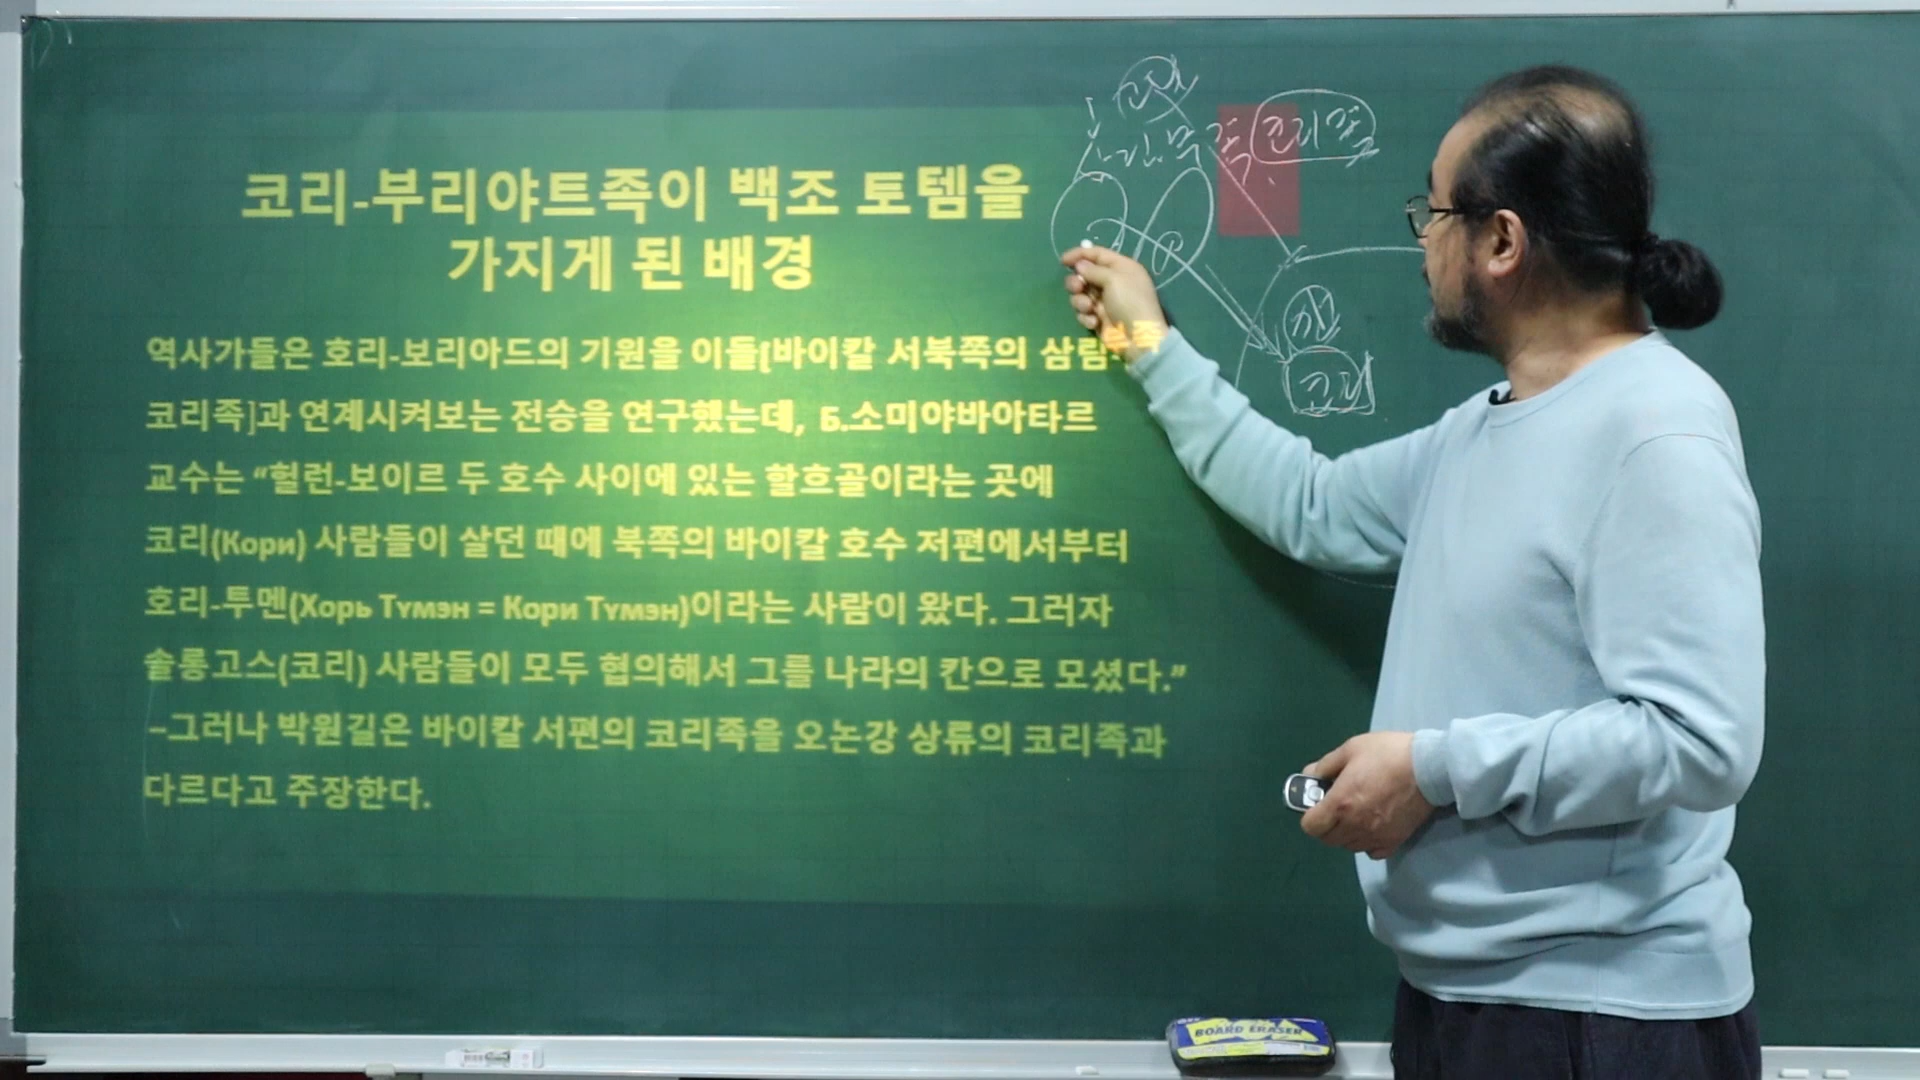 코리-부리야트족이 백조 토템을
가지게 된 배경
역사가들은 호리-보리아드의 기원을 이들[바이칼 서북쪽의 삼림부족
코리족]과 연계시켜보는 전승을 연구했는데, Б.소미야바아타르
교수는 “헐런-보이르 두 호수 사이에 있는 할흐골이라는 곳에
코리(Кори) 사람들이 살던 때에 북쪽의 바이칼 호수 저편에서부터
호리-투멘(Хорь Түмэн = Кори Түмэн)이라는 사람이 왔다. 그러자
솔롱고스(코리) 사람들이 모두 협의해서 그를 나라의 칸으로 모셨다.”
-그러나 박원길은 바이칼 서편의 코리족을 오논강 상류의 코리족과
다르다고 주장한다.
코리족
칸
코리
BOARD ERASER